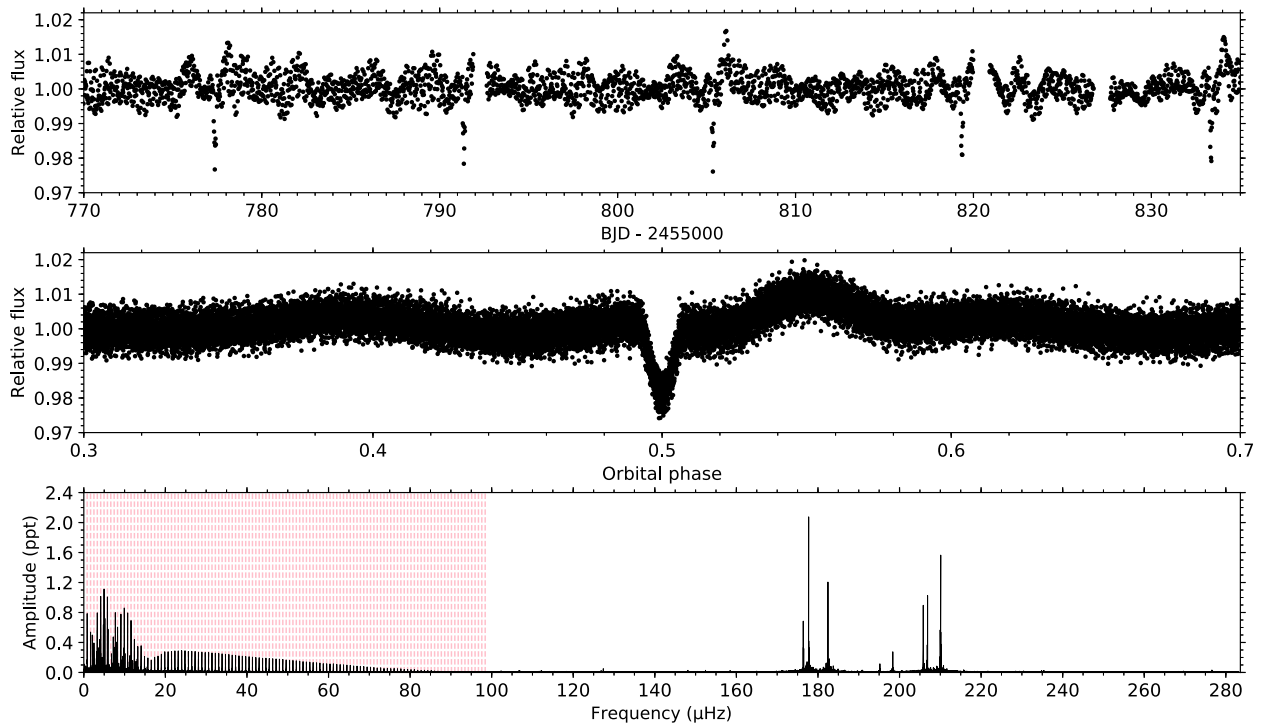 1.02
1.01
1.00
0.99
0.98
0.97
Relative flux
770 780 790 800 810 820 830
BJD - 2455000
1.02
1.01
1.00
0.99
0.98
0.97
Relative flux
0.3 0.4 0.5 0.6 0.7
Orbital phase
2.4
2.0
1.6
1.2
0.8
0.4
0.0
Amplitude (ppt)
0 20 40 60 80 100 120 140 160 180 200 220 240 260 280
Frequency (μHz)